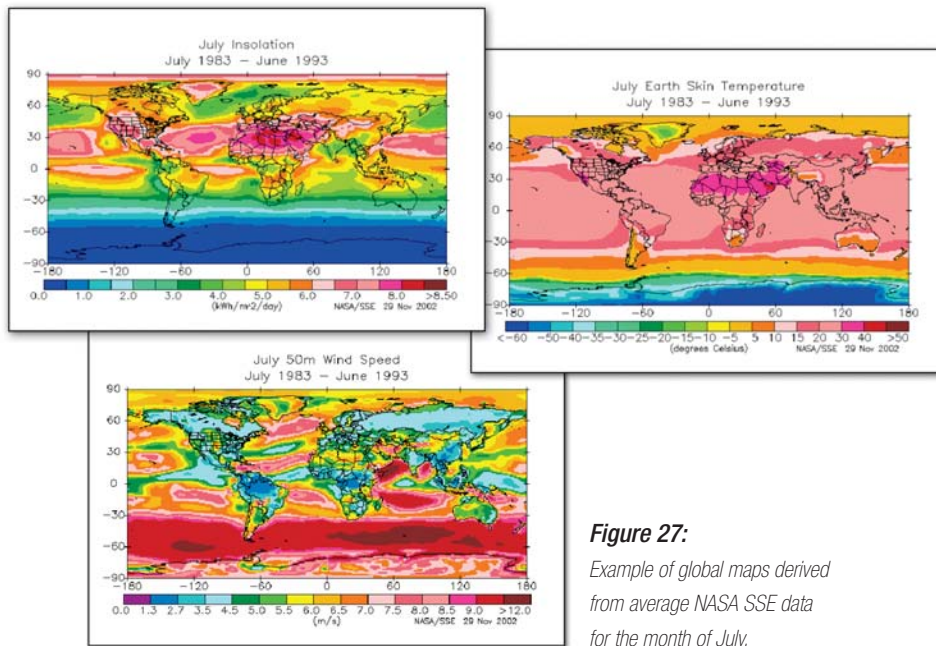 July Insolation
July 1983 - June 1993
90
60
30
0
-30
-60
-90
-180 -120 -60 0 60 120 180
0.0 1.0 2.0 3.0 4.0 5.0 6.0 7.0 8.0 >8.50
(kWh/m^2/day) NASA/SSE 29 Nov 2002
July Earth Skin Temperature
July 1983 - June 1993
90
60
30
0
-30
-60
-90
-180 -120 -60 0 60 120 180
<-60 -50-40-35-30-25-20-15-10 -5 5 10 15 20 30 40 >50
(degrees Celsius) NASA/SSE 29 Nov 2002
July 50m Wind Speed
July 1983 - June 1993
90
60
30
0
-30
-60
-90
-180 -120 -60 0 60 120 180
0.0 1.3 2.7 3.5 4.5 5.0 5.5 6.0 6.5 7.0 7.5 8.0 8.5 9.0 >12.0
(m/s) NASA/SSE 29 Nov 2002
Figure 27:
Example of global maps derived
from average NASA SSE data
for the month of July.